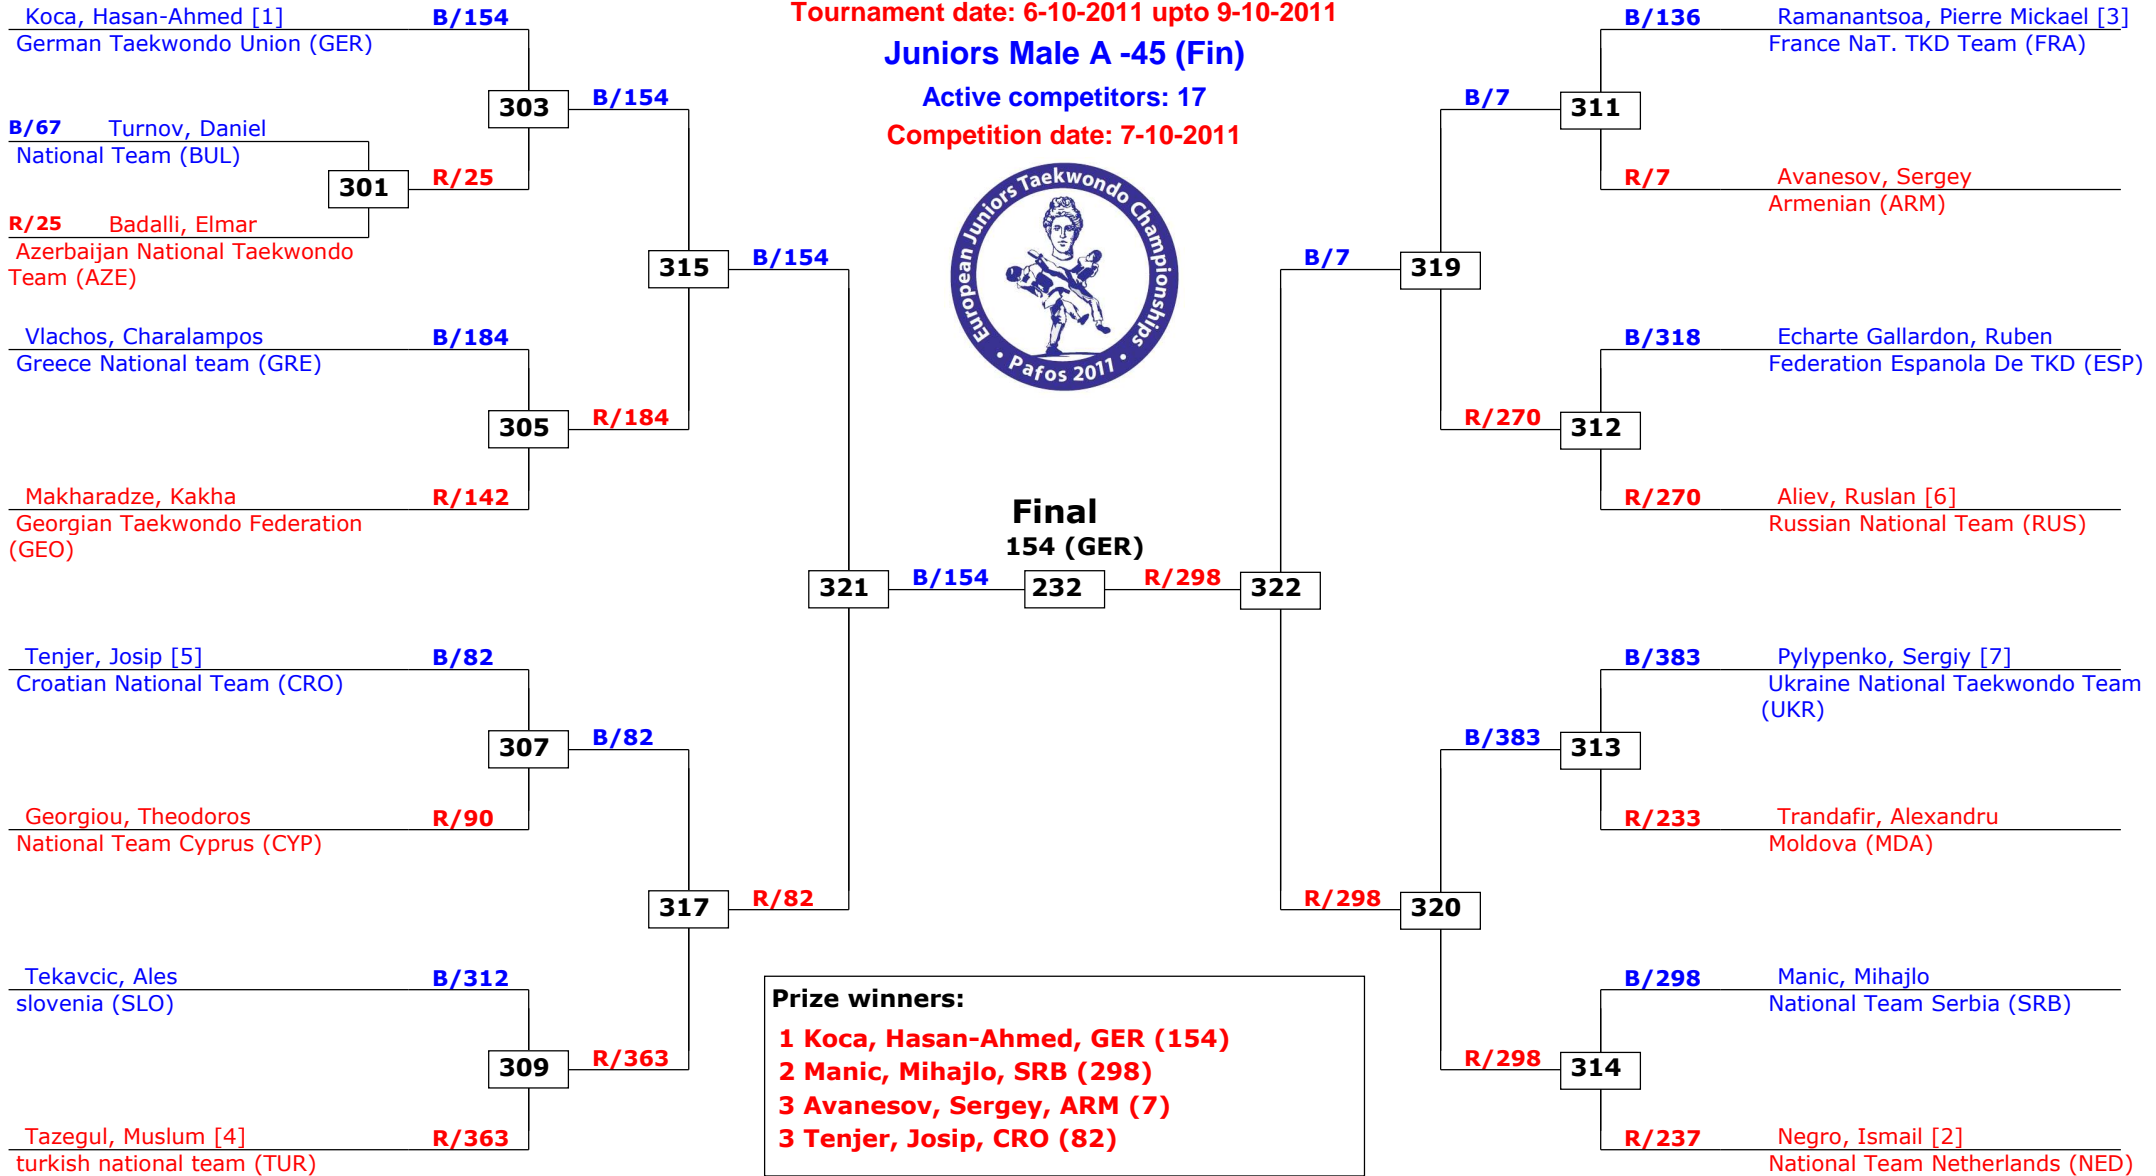 Tournament date: 6-10-2011 upto 9-10-2011
Juniors Male A -45 (Fin)
Active competitors: 17
Competition date: 7-10-2011
European Juniors Taekwondo Championships
• Pafos 2011 •
Koca, Hasan-Ahmed [1] B/154
German Taekwondo Union (GER)
303 B/154
B/67 Turnov, Daniel
National Team (BUL)
301 R/25
R/25 Badalli, Elmar
Azerbaijan National Taekwondo
Team (AZE)
315 B/154
Vlachos, Charalampos B/184
Greece National team (GRE)
305 R/184
Makharadze, Kakha R/142
Georgian Taekwondo Federation
(GEO)
321 B/154
Tenjer, Josip [5] B/82
Croatian National Team (CRO)
307 B/82
Georgiou, Theodoros R/90
National Team Cyprus (CYP)
317 R/82
Tekavcic, Ales B/312
slovenia (SLO)
309 R/363
Tazegul, Muslum [4] R/363
turkish national team (TUR)
Final
154 (GER)
232
B/136 Ramanantsoa, Pierre Mickael [3]
France NaT. TKD Team (FRA)
B/7 311
R/7 Avanesov, Sergey
Armenian (ARM)
B/7 319
B/318 Echarte Gallardon, Ruben
Federation Espanola De TKD (ESP)
R/270 312
R/270 Aliev, Ruslan [6]
Russian National Team (RUS)
R/298 322
B/383 Pylypenko, Sergiy [7]
Ukraine National Taekwondo Team
(UKR)
B/383 313
R/233 Trandafir, Alexandru
Moldova (MDA)
R/298 320
B/298 Manic, Mihajlo
National Team Serbia (SRB)
R/298 314
R/237 Negro, Ismail [2]
National Team Netherlands (NED)
Prize winners:
1 Koca, Hasan-Ahmed, GER (154)
2 Manic, Mihajlo, SRB (298)
3 Avanesov, Sergey, ARM (7)
3 Tenjer, Josip, CRO (82)